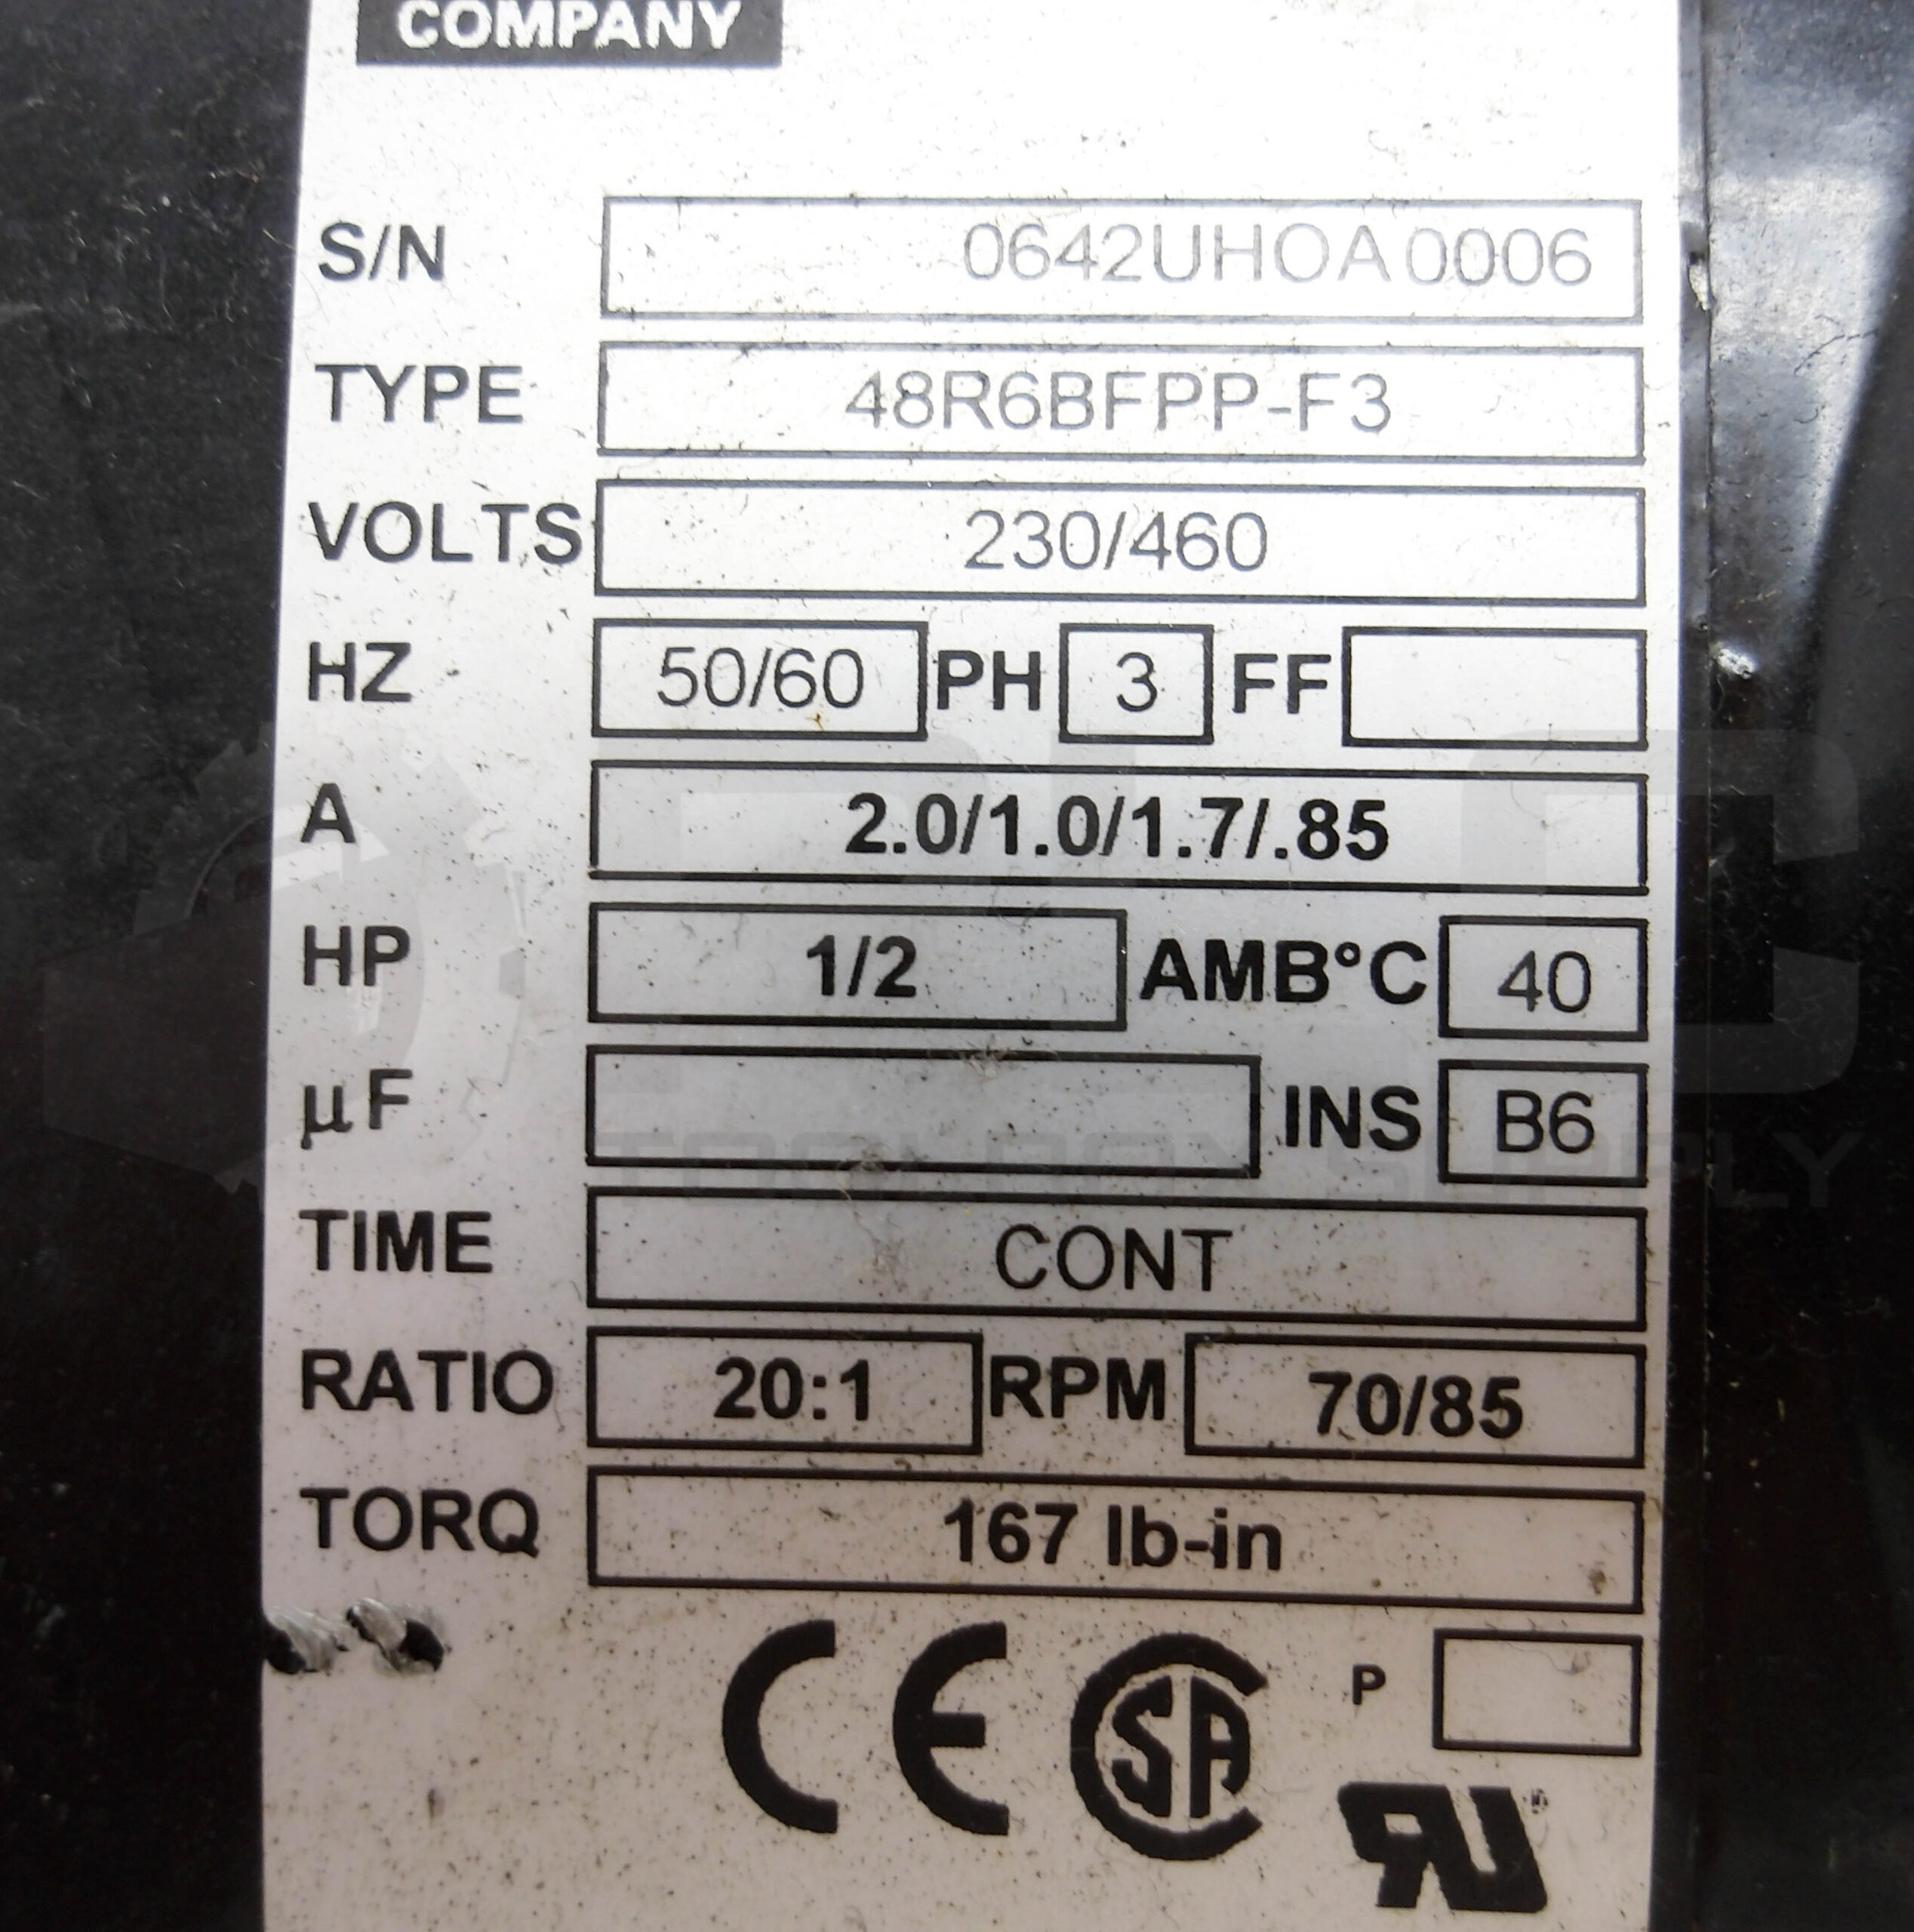 COMPANY
S/N 0642UHOA0006
TYPE 48R6BFPP-F3
VOLTS 230/460
HZ 50/60 PH 3 FF
A 2.0/1.0/1.7/.85
HP 1/2 AMB°C 40
µF INS B6
TIME CONT
RATIO 20:1 RPM 70/85
TORQ 167 lb-in
CE SA P
RU